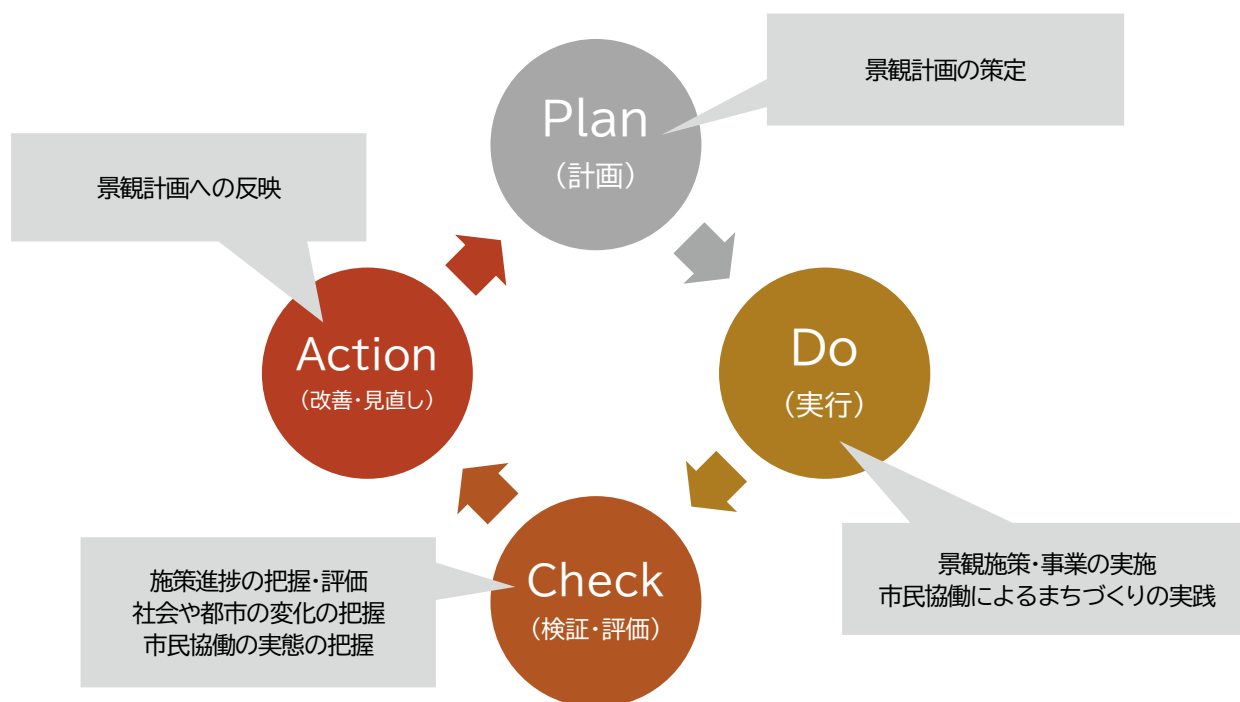 景観計画の策定
Plan
（計画）
景観計画への反映
Action
（改善・見直し）
Do
（実行）
景観施策・事業の実施
市民協働によるまちづくりの実践
Check
（検証・評価）
施策進捗の把握・評価
社会や都市の変化の把握
市民協働の実態の把握